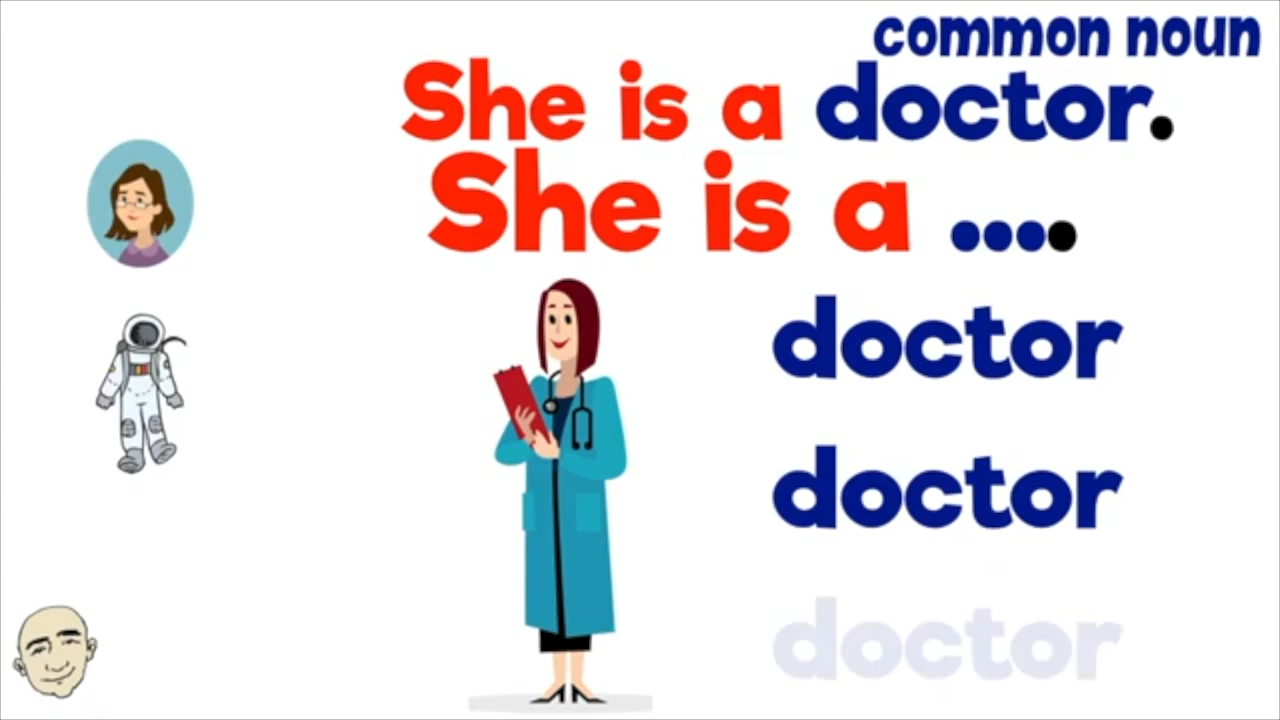 common noun
She is a doctor.
She is a ....
doctor
doctor
doctor